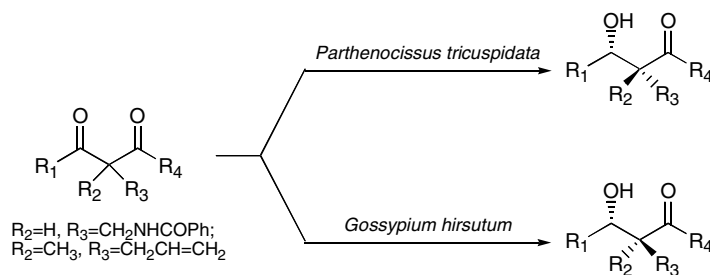 OH O
Parthenocissus tricuspidata
R₁ R₄
R₂ R₃
O O
R₁ R₄
R₂ R₃
OH O
R₂=H, R₃=CH₂NHCOPh;
Gossypium hirsutum
R₁ R₄
R₂=CH₃, R₃=CH₂CH=CH₂
R₂ R₃